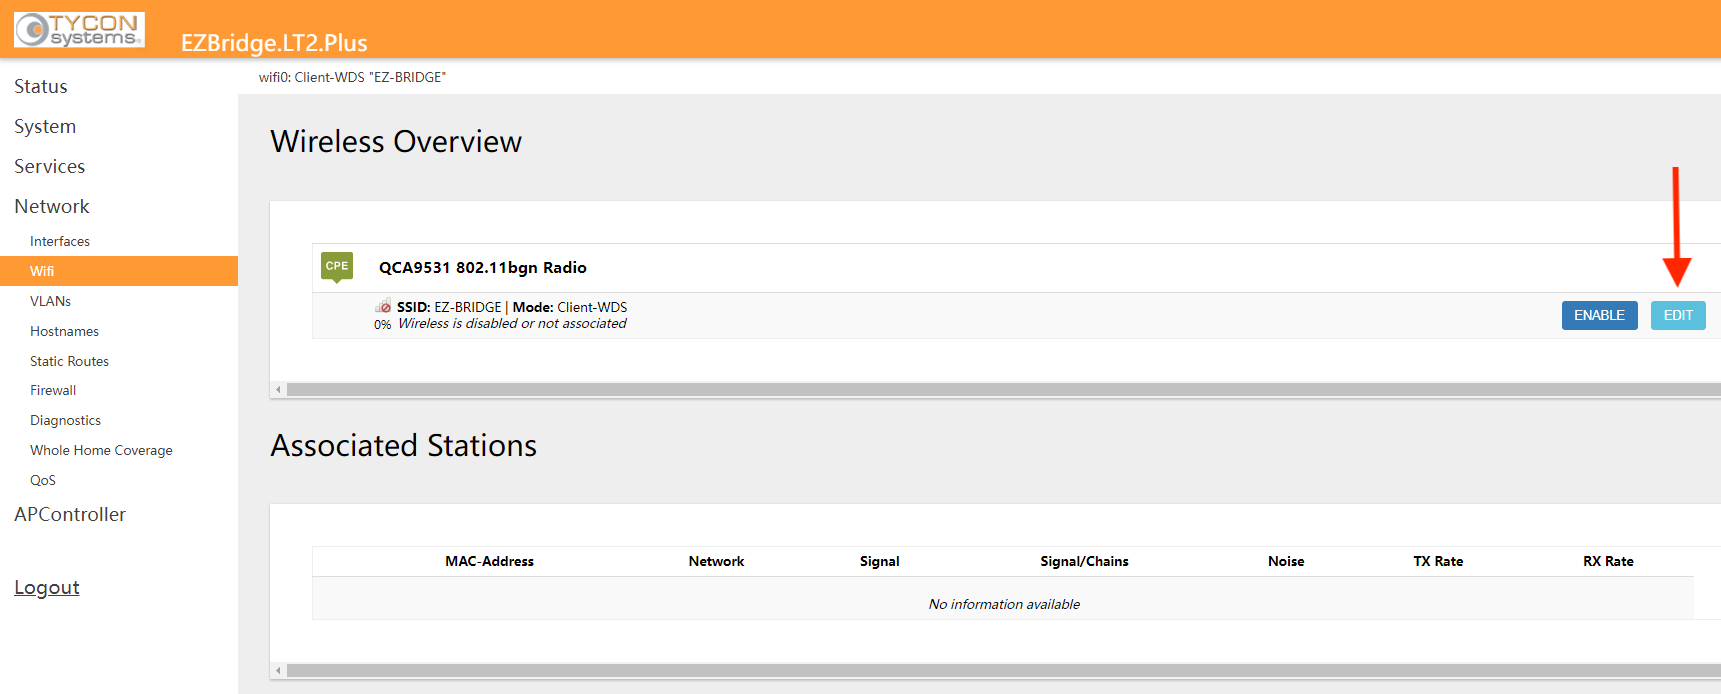 TYCON
systems.
EZBridge.LT2.Plus
Status
System
Services
Network
Interfaces
Wifi
VLANs
Hostnames
Static Routes
Firewall
Diagnostics
Whole Home Coverage
QoS
APController
Logout
wifi0: Client-WDS "EZ-BRIDGE"
Wireless Overview
CPE
QCA9531 802.11bgn Radio
SSID: EZ-BRIDGE | Mode: Client-WDS
0% Wireless is disabled or not associated
ENABLE EDIT
Associated Stations
MAC-Address Network Signal Signal/Chains Noise TX Rate RX Rate
No information available